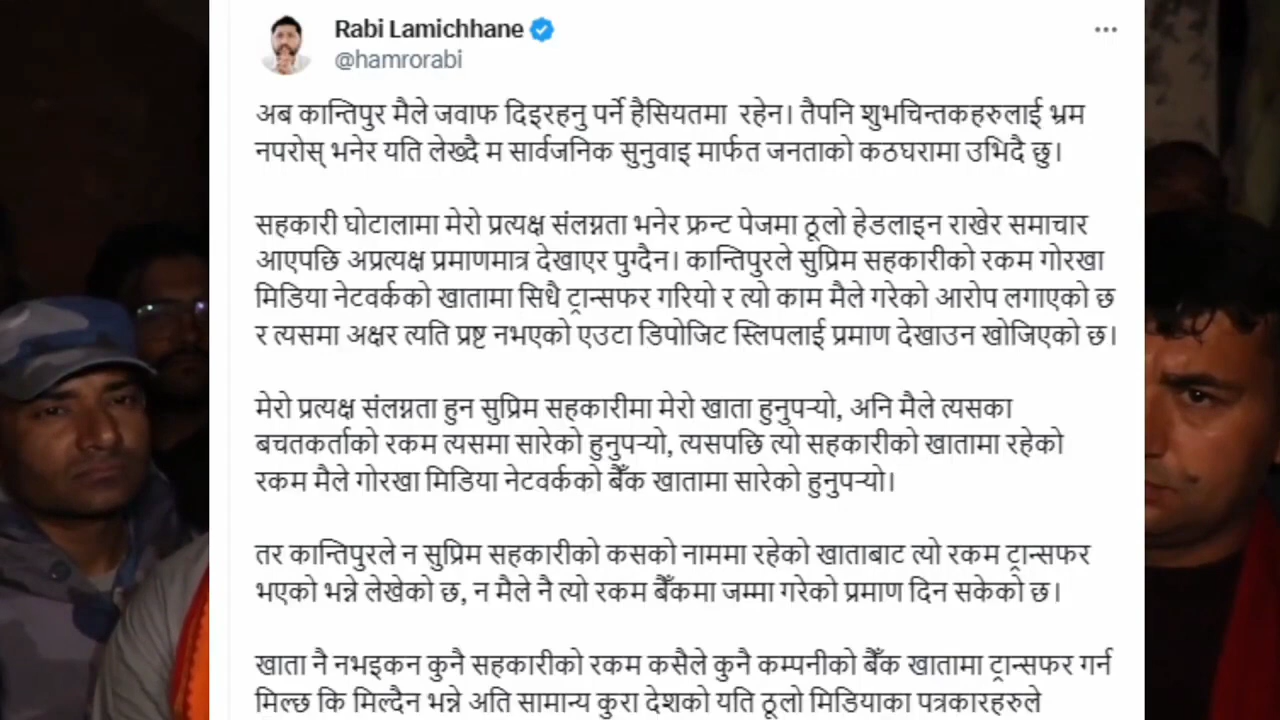 Rabi Lamichhane
@hamrorabi
अब कान्तिपुर मैले जवाफ दिइरहनु पर्ने हैसियतमा रहेन। तैपनि शुभचिन्तकहरुलाई भ्रम
नपरोस् भनेर यति लेख्दै म सार्वजनिक सुनुवाइ मार्फत जनताको कठघरामा उभिदै छु।
सहकारी घोटालामा मेरो प्रत्यक्ष संलग्नता भनेर फ्रन्ट पेजमा ठूलो हेडलाइन राखेर समाचार
आएपछि अप्रत्यक्ष प्रमाणमात्र देखाएर पुग्दैन। कान्तिपुरले सुप्रिम सहकारीको रकम गोरखा
मिडिया नेटवर्कको खातामा सिधै ट्रान्सफर गरियो र त्यो काम मैले गरेको आरोप लगाएको छ
र त्यसमा अक्षर त्यति प्रष्ट नभएको एउटा डिपोजिट स्लिपलाई प्रमाण देखाउन खोजिएको छ।
मेरो प्रत्यक्ष संलग्नता हुन सुप्रिम सहकारीमा मेरो खाता हुनुपर्‍यो, अनि मैले त्यसका
बचतकर्ताको रकम त्यसमा सारेको हुनुपर्‍यो, त्यसपछि त्यो सहकारीको खातामा रहेको
रकम मैले गोरखा मिडिया नेटवर्कको बैँक खातामा सारेको हुनुपर्‍यो।
तर कान्तिपुरले न सुप्रिम सहकारीको कसको नाममा रहेको खाताबाट त्यो रकम ट्रान्सफर
भएको भन्ने लेखेको छ, न मैले नै त्यो रकम बैँकमा जम्मा गरेको प्रमाण दिन सकेको छ।
खाता नै नभइकन कुनै सहकारीको रकम कसैले कुनै कम्पनीको बैँक खातामा ट्रान्सफर गर्न
मिल्छ कि मिल्दैन भन्ने अति सामान्य कुरा देशको यति ठूलो मिडियाका पत्रकारहरुले